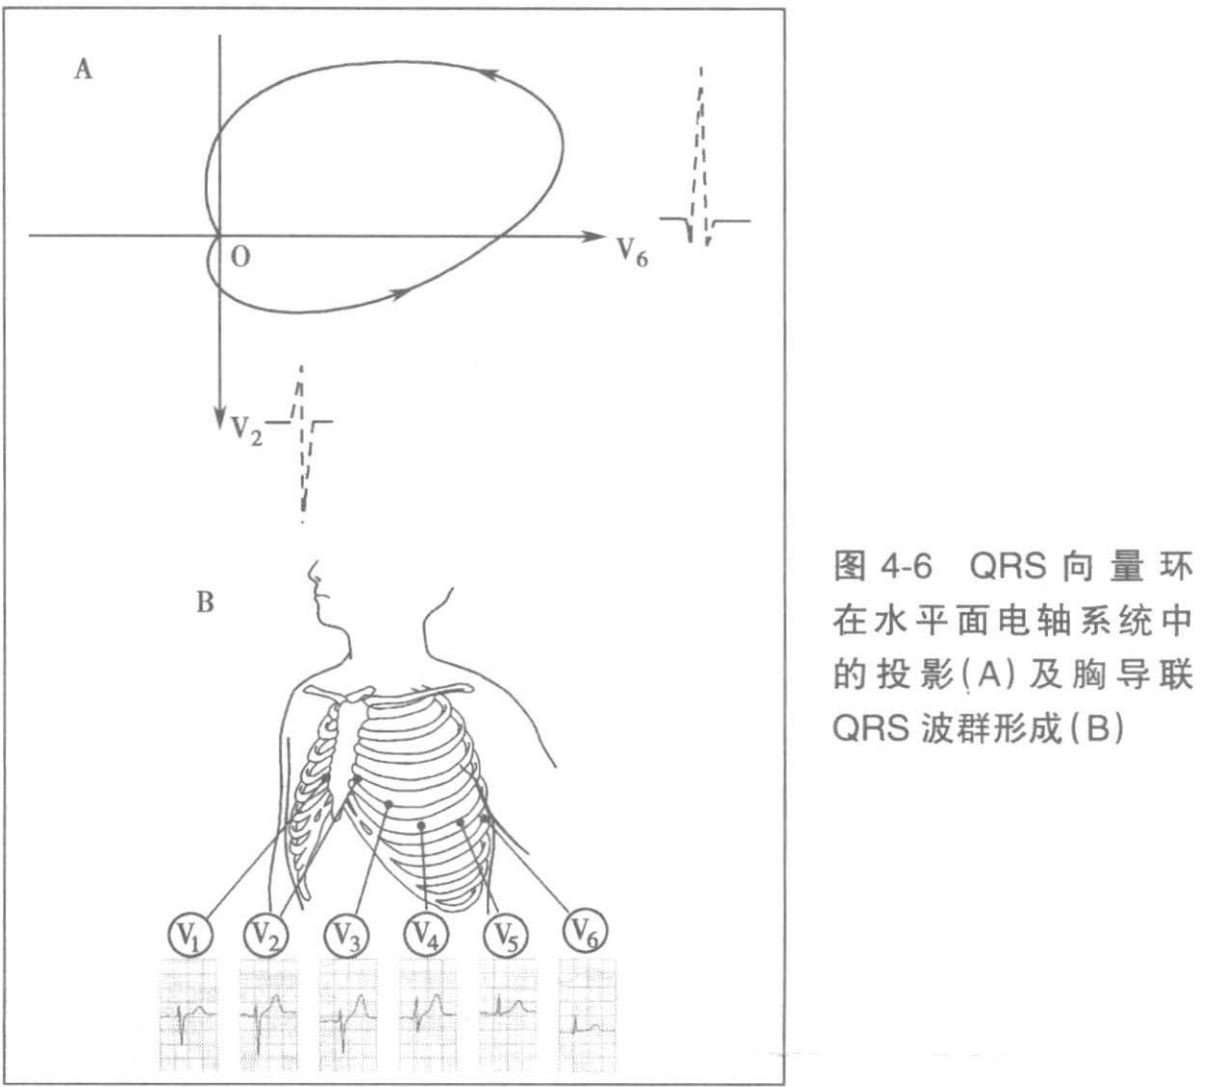 A
O
V₆
V₂
B
V₁
V₂
V₃
V₄
V₅
V₆
图 4-6 QRS 向量环
在水平面电轴系统中
的投影(A)及胸导联
QRS 波群形成(B)